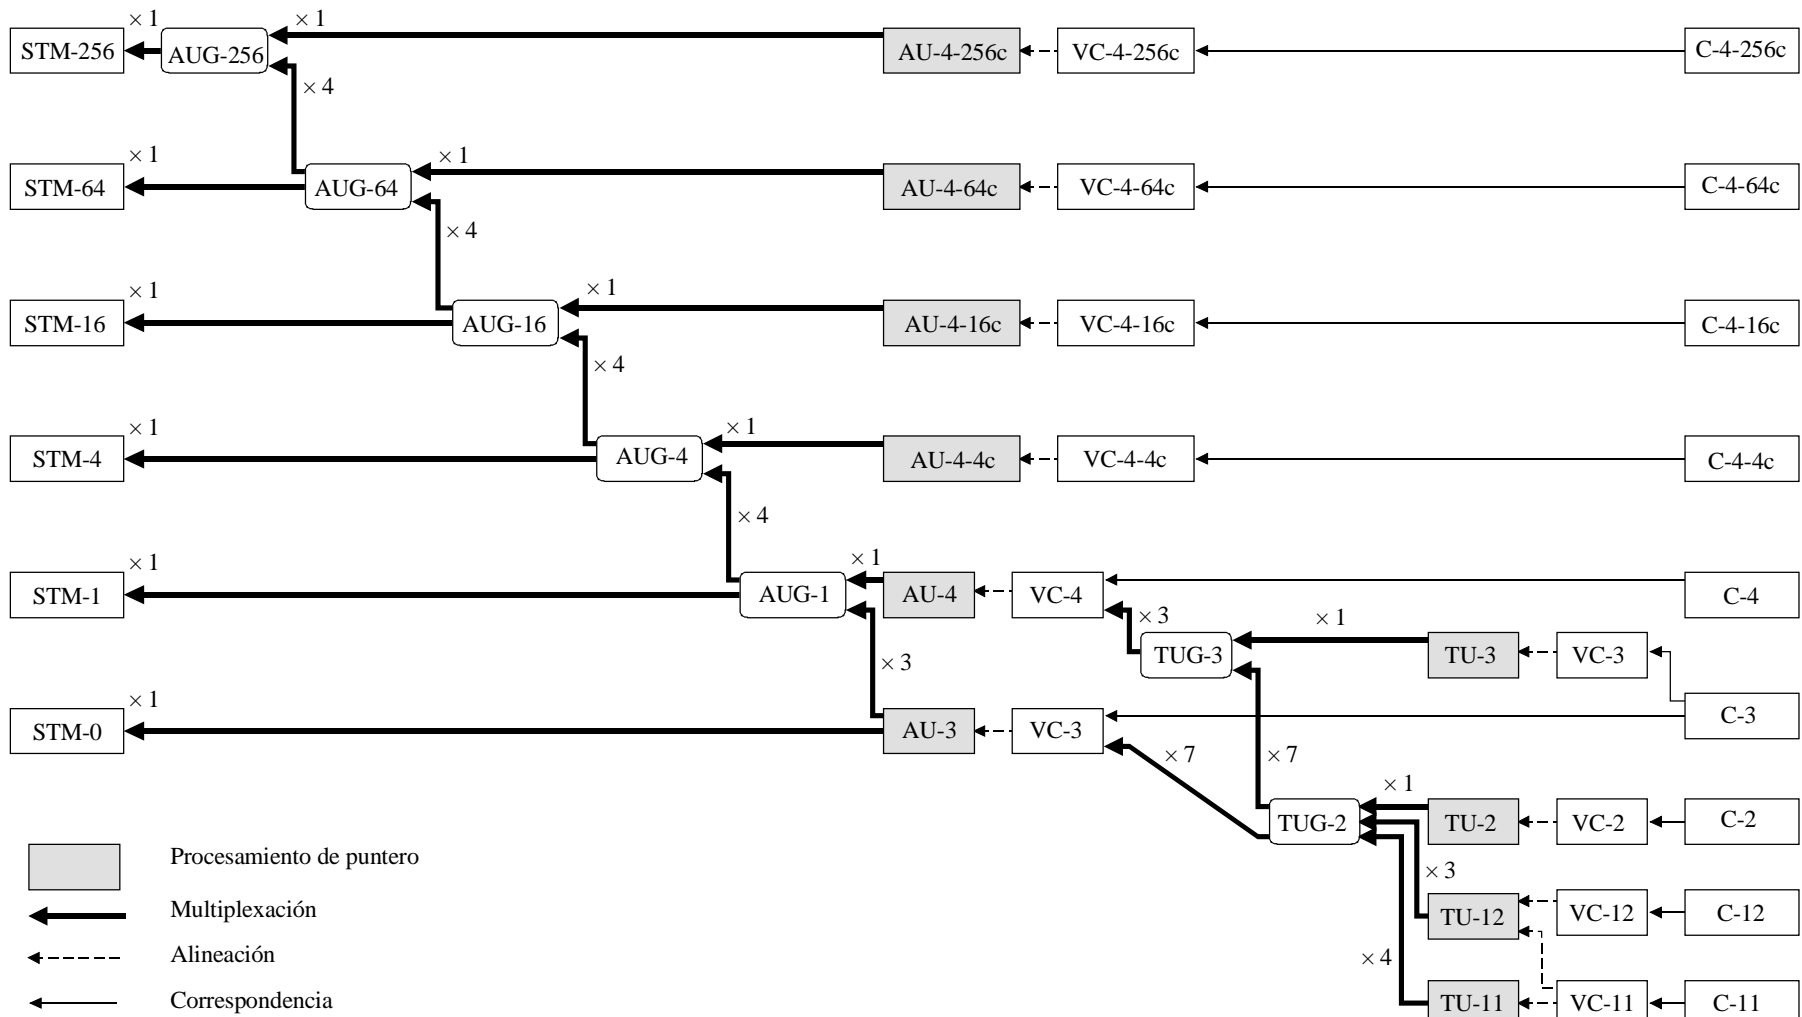 × 1
× 1
STM-256
AUG-256
AU-4-256c
VC-4-256c
C-4-256c
× 4
× 1
× 1
STM-64
AUG-64
AU-4-64c
VC-4-64c
C-4-64c
× 4
× 1
× 1
STM-16
AUG-16
AU-4-16c
VC-4-16c
C-4-16c
× 4
× 1
× 1
STM-4
AUG-4
AU-4-4c
VC-4-4c
C-4-4c
× 4
× 1
× 1
STM-1
AUG-1
AU-4
VC-4
C-4
× 3
× 1
TUG-3
TU-3
VC-3
× 3
× 1
STM-0
AU-3
VC-3
C-3
× 7
× 7
× 1
TUG-2
TU-2
VC-2
C-2
Procesamiento de puntero
× 3
Multiplexación
TU-12
VC-12
C-12
Alineación
× 4
Correspondencia
TU-11
VC-11
C-11